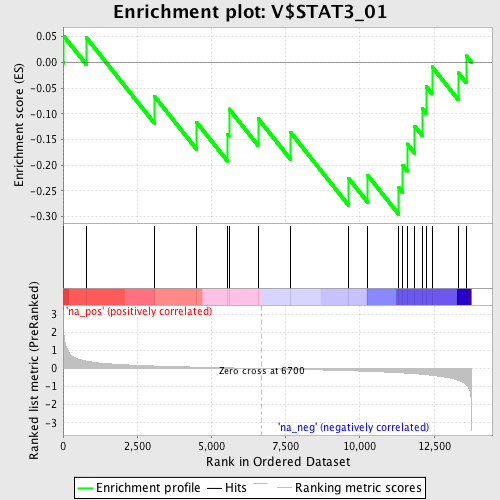 Enrichment plot: V$STAT3_01
Enrichment score (ES)
0.05
0.00
-0.05
-0.10
-0.15
-0.20
-0.25
-0.30
'na_pos' (positively correlated)
Ranked list metric (PreRanked)
3
2
1
0
-1
-2
-3
Zero cross at 6700
'na_neg' (negatively correlated)
0
2,500
5,000
7,500
10,000
12,500
Rank in Ordered Dataset
Enrichment profile
Hits
Ranking metric scores